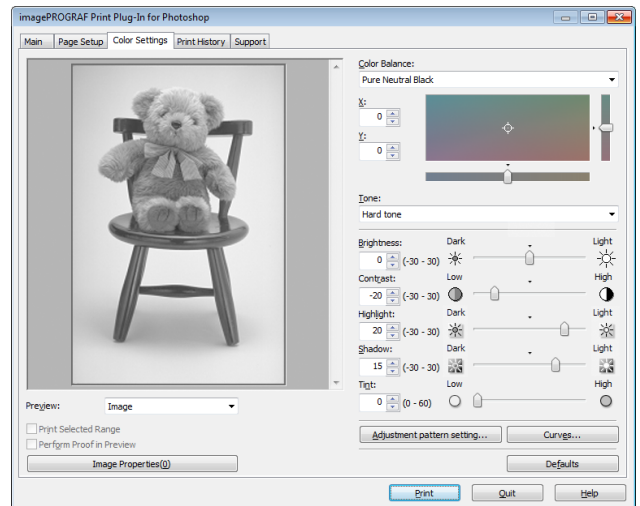 imagePROGRAF Print Plug-In for Photoshop
Main Page Setup Color Settings Print History Support
Color Balance:
Pure Neutral Black
X:
0
Y:
0
Tone:
Hard tone
Brightness: Dark Light
0 (-30 - 30)
Contrast: Low High
-20 (-30 - 30)
Highlight: Dark Light
20 (-30 - 30)
Shadow: Dark Light
15 (-30 - 30)
Tint: Low High
0 (0 - 60)
Preview: Image
Print Selected Range
Perform Proof in Preview
Adjustment pattern setting... Curves...
Image Properties(0) Defaults
Print Quit Help